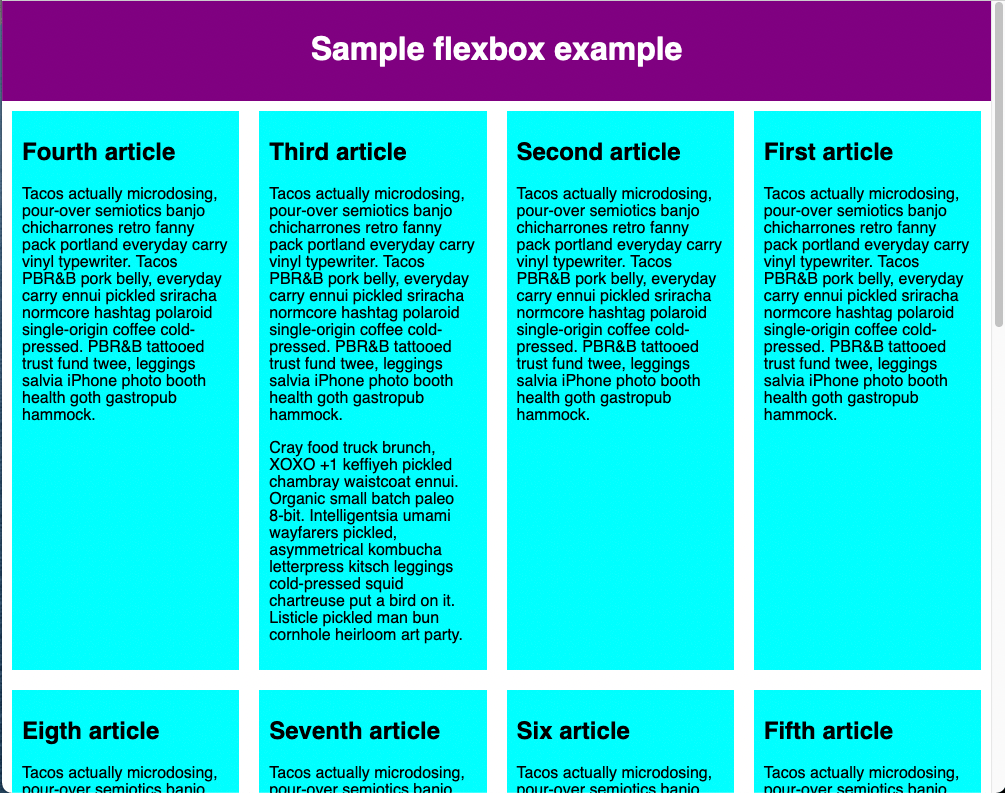 Sample flexbox example
Fourth article
Tacos actually microdosing,
pour-over semiotics banjo
chicharrones retro fanny
pack portland everyday carry
vinyl typewriter. Tacos
PBR&B pork belly, everyday
carry ennui pickled sriracha
normcore hashtag polaroid
single-origin coffee cold-
pressed. PBR&B tattooed
trust fund twee, leggings
salvia iPhone photo booth
health goth gastropub
hammock.
Third article
Tacos actually microdosing,
pour-over semiotics banjo
chicharrones retro fanny
pack portland everyday carry
vinyl typewriter. Tacos
PBR&B pork belly, everyday
carry ennui pickled sriracha
normcore hashtag polaroid
single-origin coffee cold-
pressed. PBR&B tattooed
trust fund twee, leggings
salvia iPhone photo booth
health goth gastropub
hammock.
Cray food truck brunch,
XOXO +1 keffiyeh pickled
chambray waistcoat ennui.
Organic small batch paleo
8-bit. Intelligentsia umami
wayfarers pickled,
asymmetrical kombucha
letterpress kitsch leggings
cold-pressed squid
chartreuse put a bird on it.
Listicle pickled man bun
cornhole heirloom art party.
Second article
Tacos actually microdosing,
pour-over semiotics banjo
chicharrones retro fanny
pack portland everyday carry
vinyl typewriter. Tacos
PBR&B pork belly, everyday
carry ennui pickled sriracha
normcore hashtag polaroid
single-origin coffee cold-
pressed. PBR&B tattooed
trust fund twee, leggings
salvia iPhone photo booth
health goth gastropub
hammock.
First article
Tacos actually microdosing,
pour-over semiotics banjo
chicharrones retro fanny
pack portland everyday carry
vinyl typewriter. Tacos
PBR&B pork belly, everyday
carry ennui pickled sriracha
normcore hashtag polaroid
single-origin coffee cold-
pressed. PBR&B tattooed
trust fund twee, leggings
salvia iPhone photo booth
health goth gastropub
hammock.
Eigth article
Tacos actually microdosing,
pour-over semiotics banjo
Seventh article
Tacos actually microdosing,
pour-over semiotics banjo
Six article
Tacos actually microdosing,
pour-over semiotics banjo
Fifth article
Tacos actually microdosing,
pour-over semiotics banjo